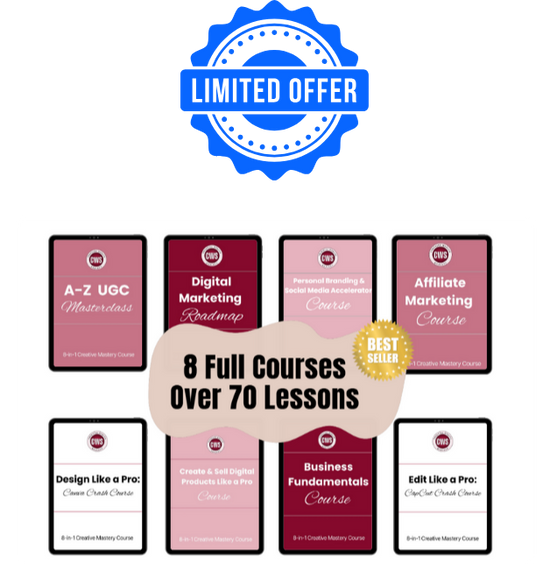 LIMITED OFFER
CWS
A-Z UGC
Masterclass
8-in-1 Creative Mastery Course
CWS
Digital
Marketing
Roadmap
CWS
Personal Branding &
Social Media Accelerator
Course
CWS
Affiliate
Marketing
Course
-in-1 Creative Mastery Course
8 Full Courses
Over 70 Lessons
BEST
SELLER
CWS
Design Like a Pro:
Canva Crash Course
8-in-1 Creative Mastery Course
CWS
Create & Sell Digital
Products Like a Pro
Course
8-in-1 Creative Mastery Course
CWS
Business
Fundamentals
Course
8-in-1 Creative Mastery Course
CWS
Edit Like a Pro:
CapCut Crash Course
8-in-1 Creative Mastery Course